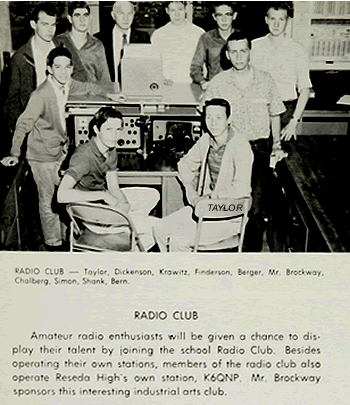 TAYLOR
RADIO CLUB — Taylor, Dickenson, Krawitz, Finderson, Berger, Mr. Brockway,
Chalberg, Simon, Shank, Bern.
RADIO CLUB
Amateur radio enthusiasts will be given a chance to dis-
play their talent by joining the school Radio Club. Besides
operating their own stations, members of the radio club also
operate Reseda High's own station, K6QNP. Mr. Brockway
sponsors this interesting industrial arts club.